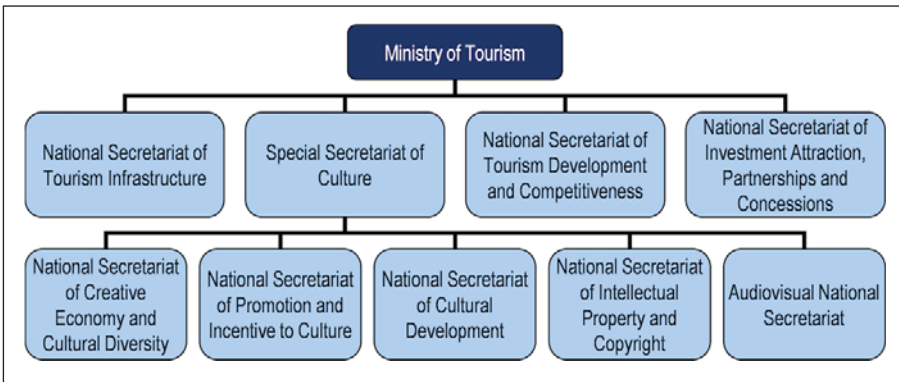 Ministry of Tourism
National Secretariat of
Tourism Infrastructure
Special Secretariat of
Culture
National Secretariat of
Tourism Development
and Competitiveness
National Secretariat of
Investment Attraction,
Partnerships and
Concessions
National Secretariat
of Creative
Economy and
Cultural Diversity
National Secretariat
of Promotion and
Incentive to Culture
National Secretariat
of Cultural
Development
National Secretariat
of Intellectual
Property and
Copyright
Audiovisual National
Secretariat